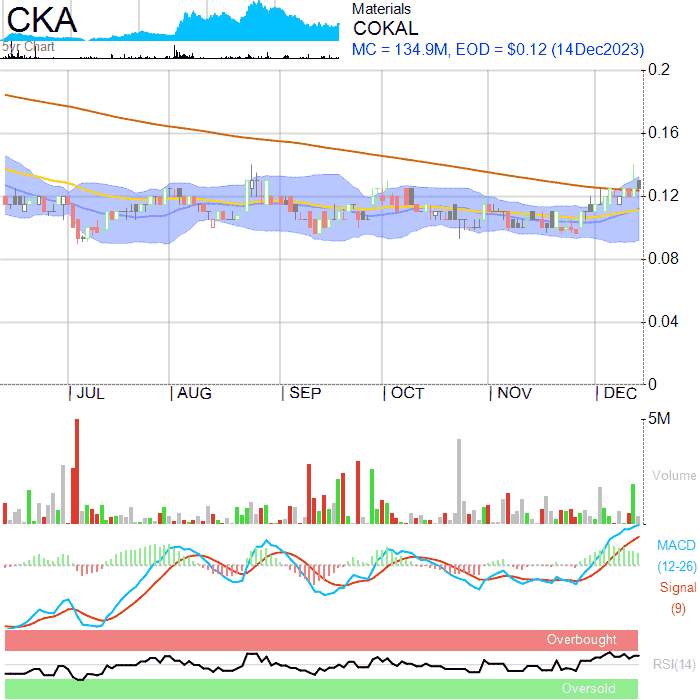 CKA
5yr Chart
Materials
COKAL
MC = 134.9M, EOD = $0.12 (14Dec2023)
0.2
0.16
0.12
0.08
0.04
0
JUL AUG SEP OCT NOV DEC
5M
Volume
MACD
(12-26)
Signal
(9)
Overbought
RSI(14)
Oversold